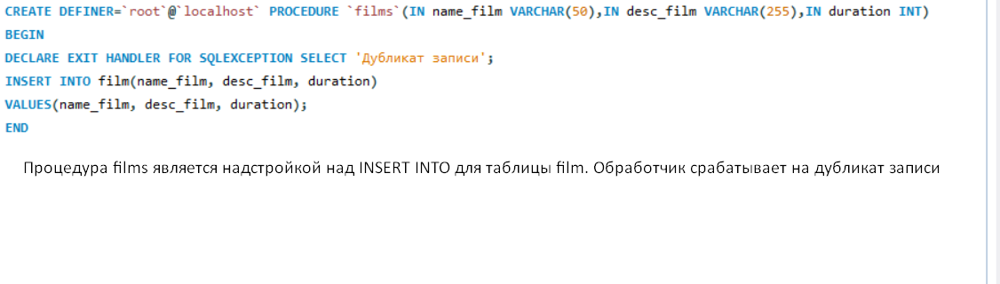 CREATE DEFINER=`root`@`localhost` PROCEDURE `films`(IN name_film VARCHAR(50),IN desc_film VARCHAR(255),IN duration INT)
BEGIN
DECLARE EXIT HANDLER FOR SQLEXCEPTION SELECT 'Дубликат записи';
INSERT INTO film(name_film, desc_film, duration)
VALUES(name_film, desc_film, duration);
END
Процедура films является надстройкой над INSERT INTO для таблицы film. Обработчик срабатывает на дубликат записи